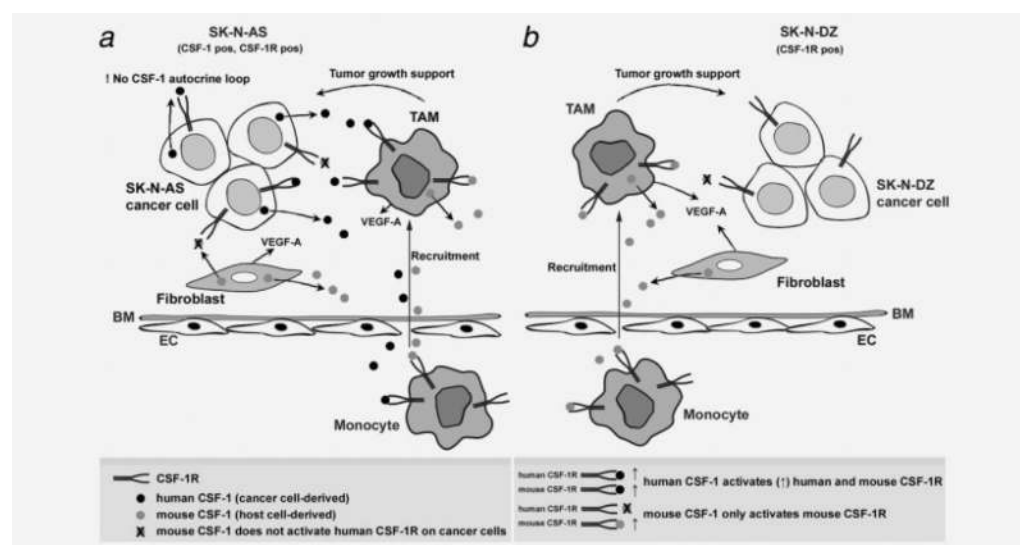 a
SK-N-AS
(CSF-1 pos, CSF-1R pos)
! No CSF-1 autocrine loop
Tumor growth support
TAM
SK-N-AS
cancer cell
VEGF-A
VEGF-A
Recruitment
Fibroblast
BM
EC
Monocyte
b
SK-N-DZ
(CSF-1R pos)
Tumor growth support
TAM
SK-N-DZ
cancer cell
VEGF-A
Recruitment
Fibroblast
BM
EC
Monocyte
CSF-1R
human CSF-1 (cancer cell-derived)
mouse CSF-1 (host cell-derived)
mouse CSF-1 does not activate human CSF-1R on cancer cells
human CSF-1R ↑
mouse CSF-1R ↑
human CSF-1 activates (↑) human and mouse CSF-1R
human CSF-1R
mouse CSF-1R ↑
mouse CSF-1 only activates mouse CSF-1R